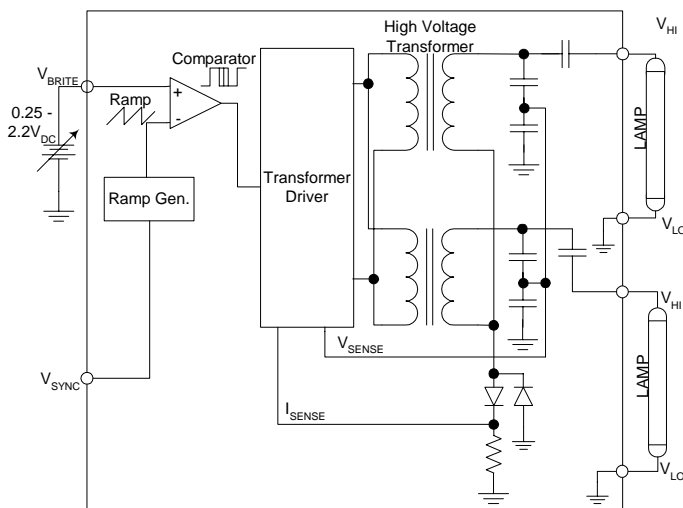 High Voltage
Transformer
V_HI
Comparator
V_BRITE
Ramp
+
-
0.25 -
2.2V_DC
LAMP
Ramp Gen.
Transformer
Driver
V_LO
V_HI
V_SENSE
V_SYNC
LAMP
I_SENSE
V_LO